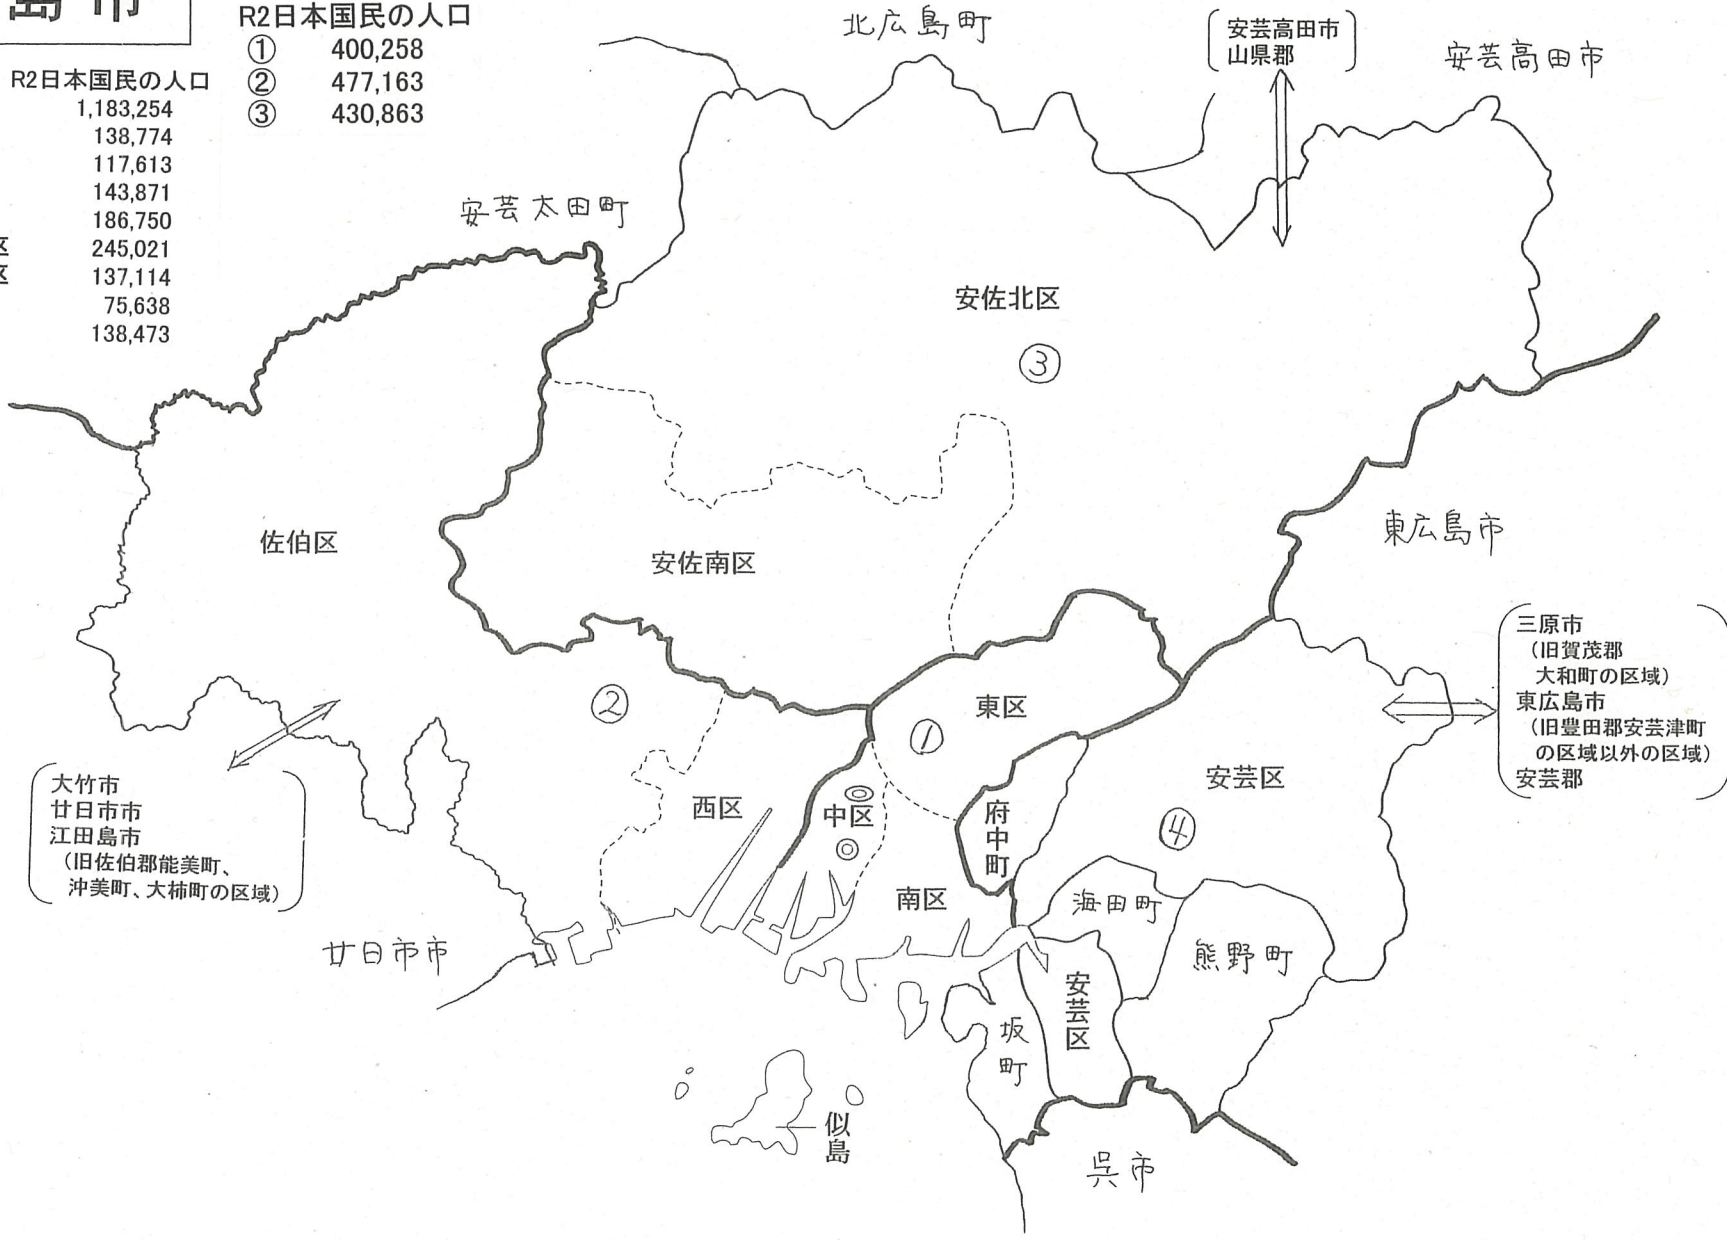 島市
R2日本国民の人口
① 400,258
② 477,163
③ 430,863
R2日本国民の人口
1,183,254
138,774
117,613
143,871
186,750
区 245,021
区 137,114
75,638
138,473
北広島町
安芸高田市
山県郡
安芸高田市
安芸太田町
安佐北区
③
佐伯区
安佐南区
東広島市
三原市
(旧賀茂郡
大和町の区域)
東広島市
(旧豊田郡安芸津町
の区域以外の区域)
安芸郡
②
東区
①
大竹市
廿日市市
江田島市
(旧佐伯郡能美町、
沖美町、大柿町の区域)
西区
中区
府中町
安芸区
④
南区
海田町
熊野町
廿日市市
安芸区
坂町
似島
呉市